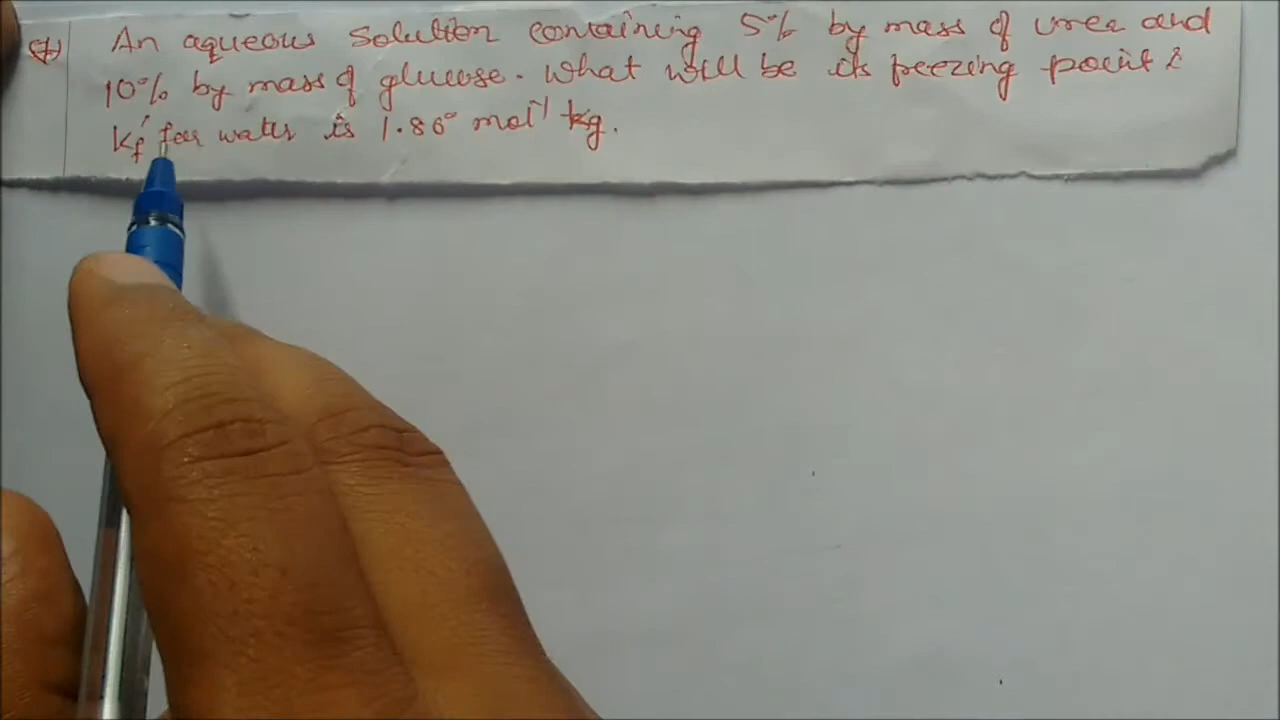 Q) An aqueous solution containing 5% by mass of urea and
10% by mass of glucose. What will be its freezing point?
Kf' for water is 1.86° mol⁻¹ kg.